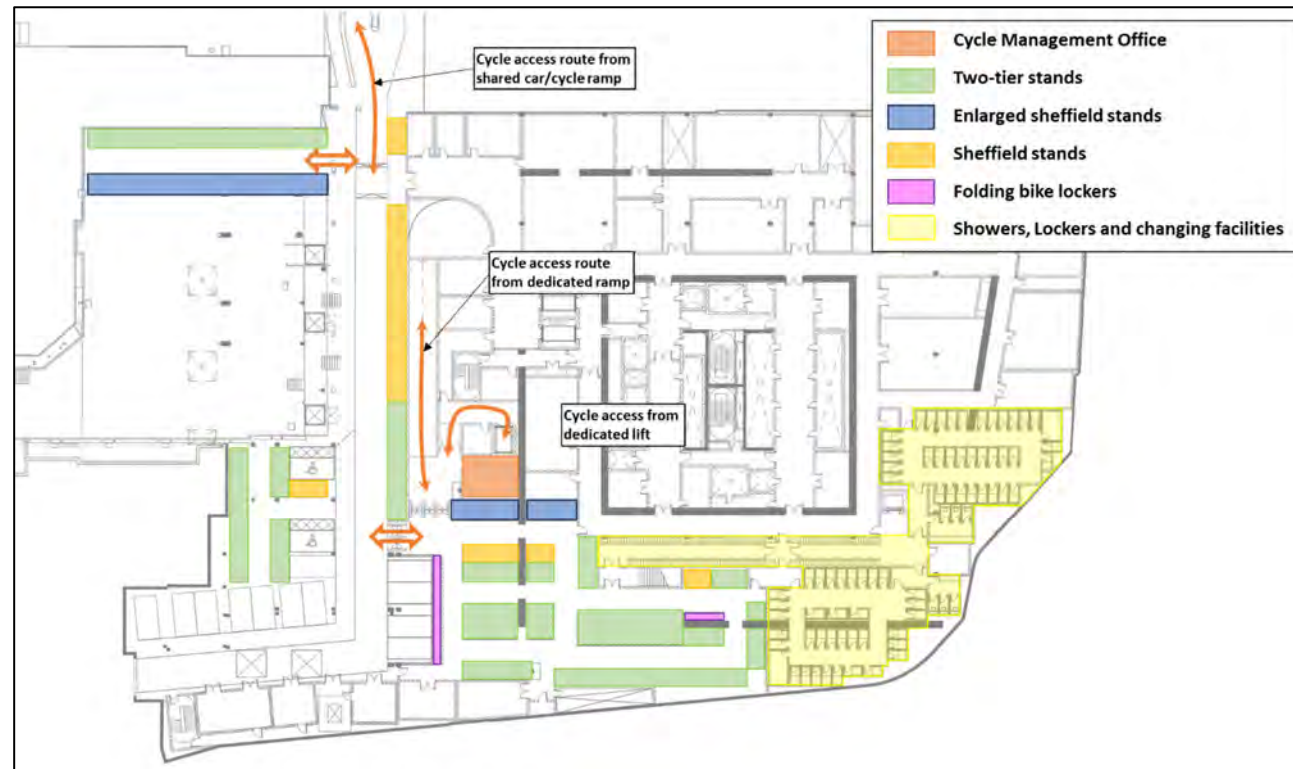 Cycle access route from
shared car/cycle ramp
Cycle Management Office
Two-tier stands
Enlarged sheffield stands
Sheffield stands
Folding bike lockers
Showers, Lockers and changing facilities
Cycle access route
from dedicated ramp
Cycle access from
dedicated lift